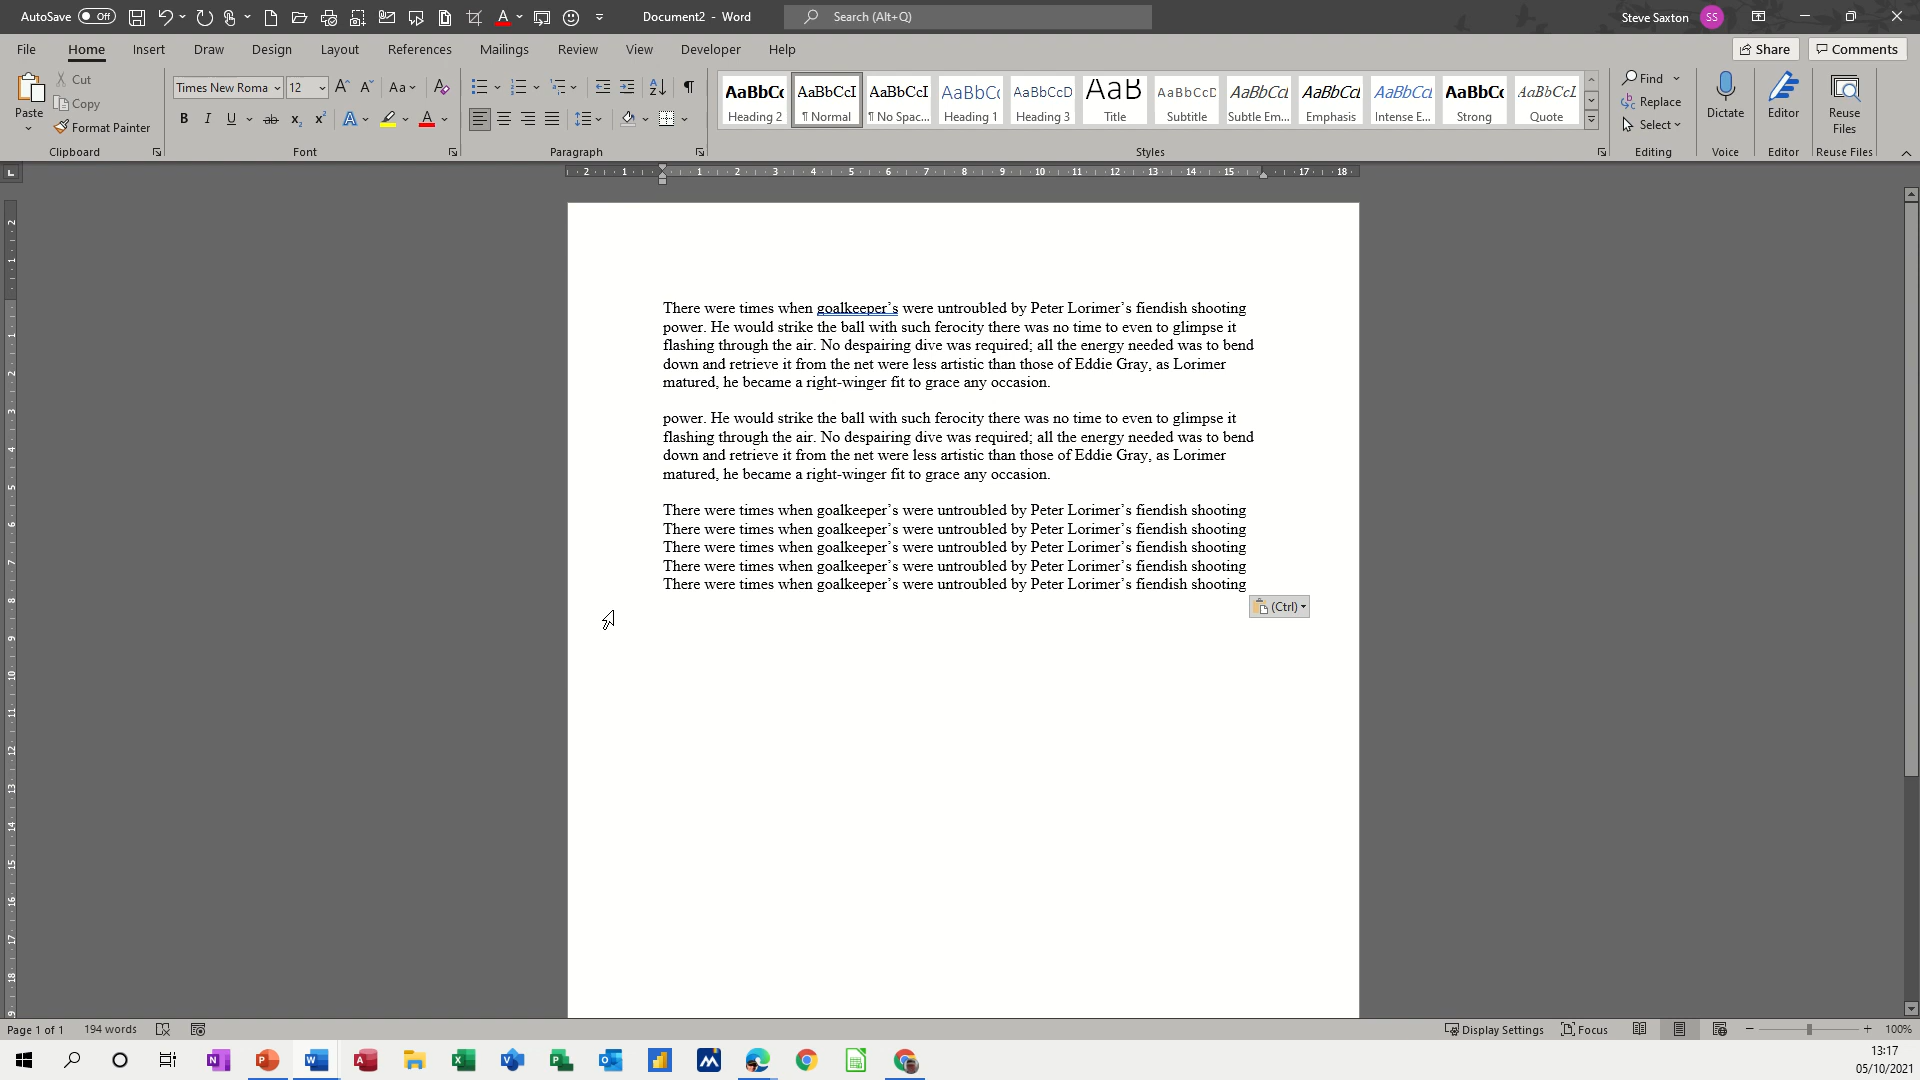 AutoSave Off Document2 - Word Search (Alt+Q) Steve Saxton SS
File Home Insert Draw Design Layout References Mailings Review View Developer Help Share Comments
Paste Cut Copy Format Painter Clipboard
Times New Roma 12 Font
Paragraph
AaBbCc AaBbCcI AaBbCcI AaBbC AaBbCcD AaB AaBbCcD AaBbCcL AaBbCcL AaBbCcL AaBbCc AaBbCcI
Heading 2 ¶ Normal ¶ No Spac... Heading 1 Heading 3 Title Subtitle Subtle Em... Emphasis Intense E... Strong Quote
Styles
Find Replace Select Editing
Dictate Voice
Editor Editor
Reuse Files Reuse Files
There were times when goalkeeper’s were untroubled by Peter Lorimer’s fiendish shooting
power. He would strike the ball with such ferocity there was no time to even to glimpse it
flashing through the air. No despairing dive was required; all the energy needed was to bend
down and retrieve it from the net were less artistic than those of Eddie Gray, as Lorimer
matured, he became a right-winger fit to grace any occasion.
power. He would strike the ball with such ferocity there was no time to even to glimpse it
flashing through the air. No despairing dive was required; all the energy needed was to bend
down and retrieve it from the net were less artistic than those of Eddie Gray, as Lorimer
matured, he became a right-winger fit to grace any occasion.
There were times when goalkeeper’s were untroubled by Peter Lorimer’s fiendish shooting
There were times when goalkeeper’s were untroubled by Peter Lorimer’s fiendish shooting
There were times when goalkeeper’s were untroubled by Peter Lorimer’s fiendish shooting
There were times when goalkeeper’s were untroubled by Peter Lorimer’s fiendish shooting
There were times when goalkeeper’s were untroubled by Peter Lorimer’s fiendish shooting
(Ctrl)
Page 1 of 1 194 words Display Settings Focus 100%
13:17
05/10/2021